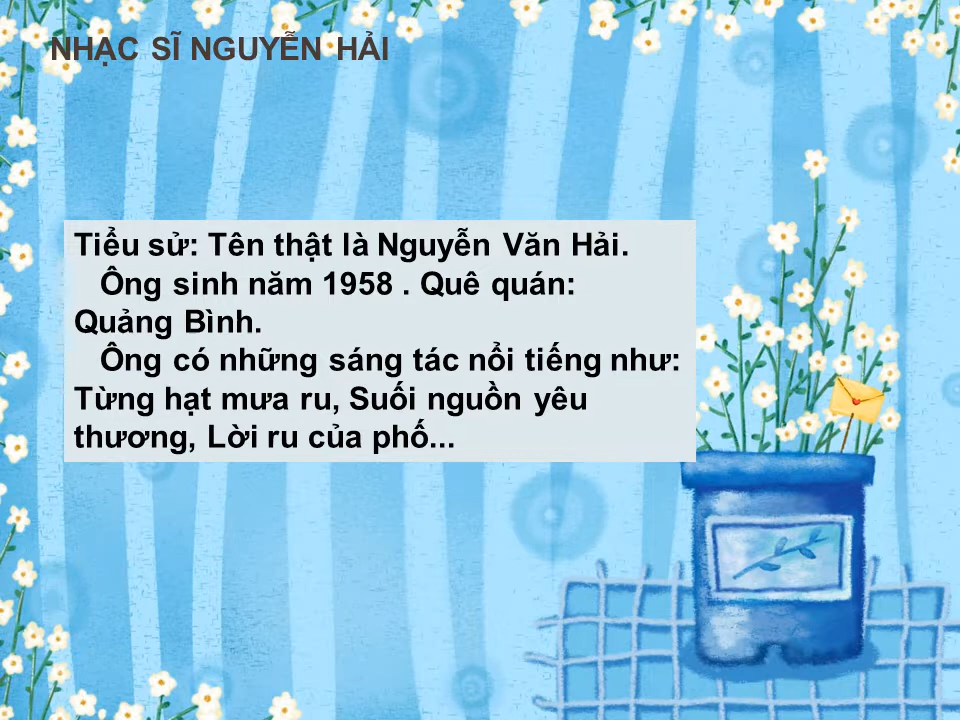 NHẠC SĨ NGUYỄN HẢI
Tiểu sử: Tên thật là Nguyễn Văn Hải.
Ông sinh năm 1958 . Quê quán:
Quảng Bình.
Ông có những sáng tác nổi tiếng như:
Từng hạt mưa ru, Suối nguồn yêu
thương, Lời ru của phố...